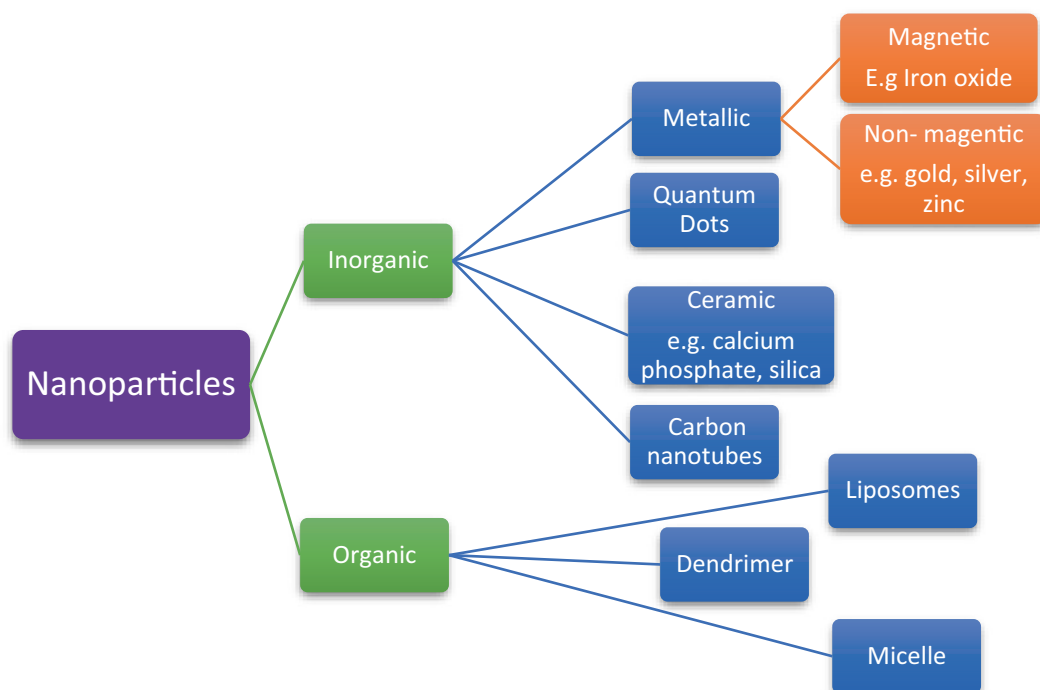 Nanoparticles
Inorganic
Metallic
Magnetic
E.g Iron oxide
Non- magentic
e.g. gold, silver,
zinc
Quantum
Dots
Ceramic
e.g. calcium
phosphate, silica
Carbon
nanotubes
Organic
Liposomes
Dendrimer
Micelle